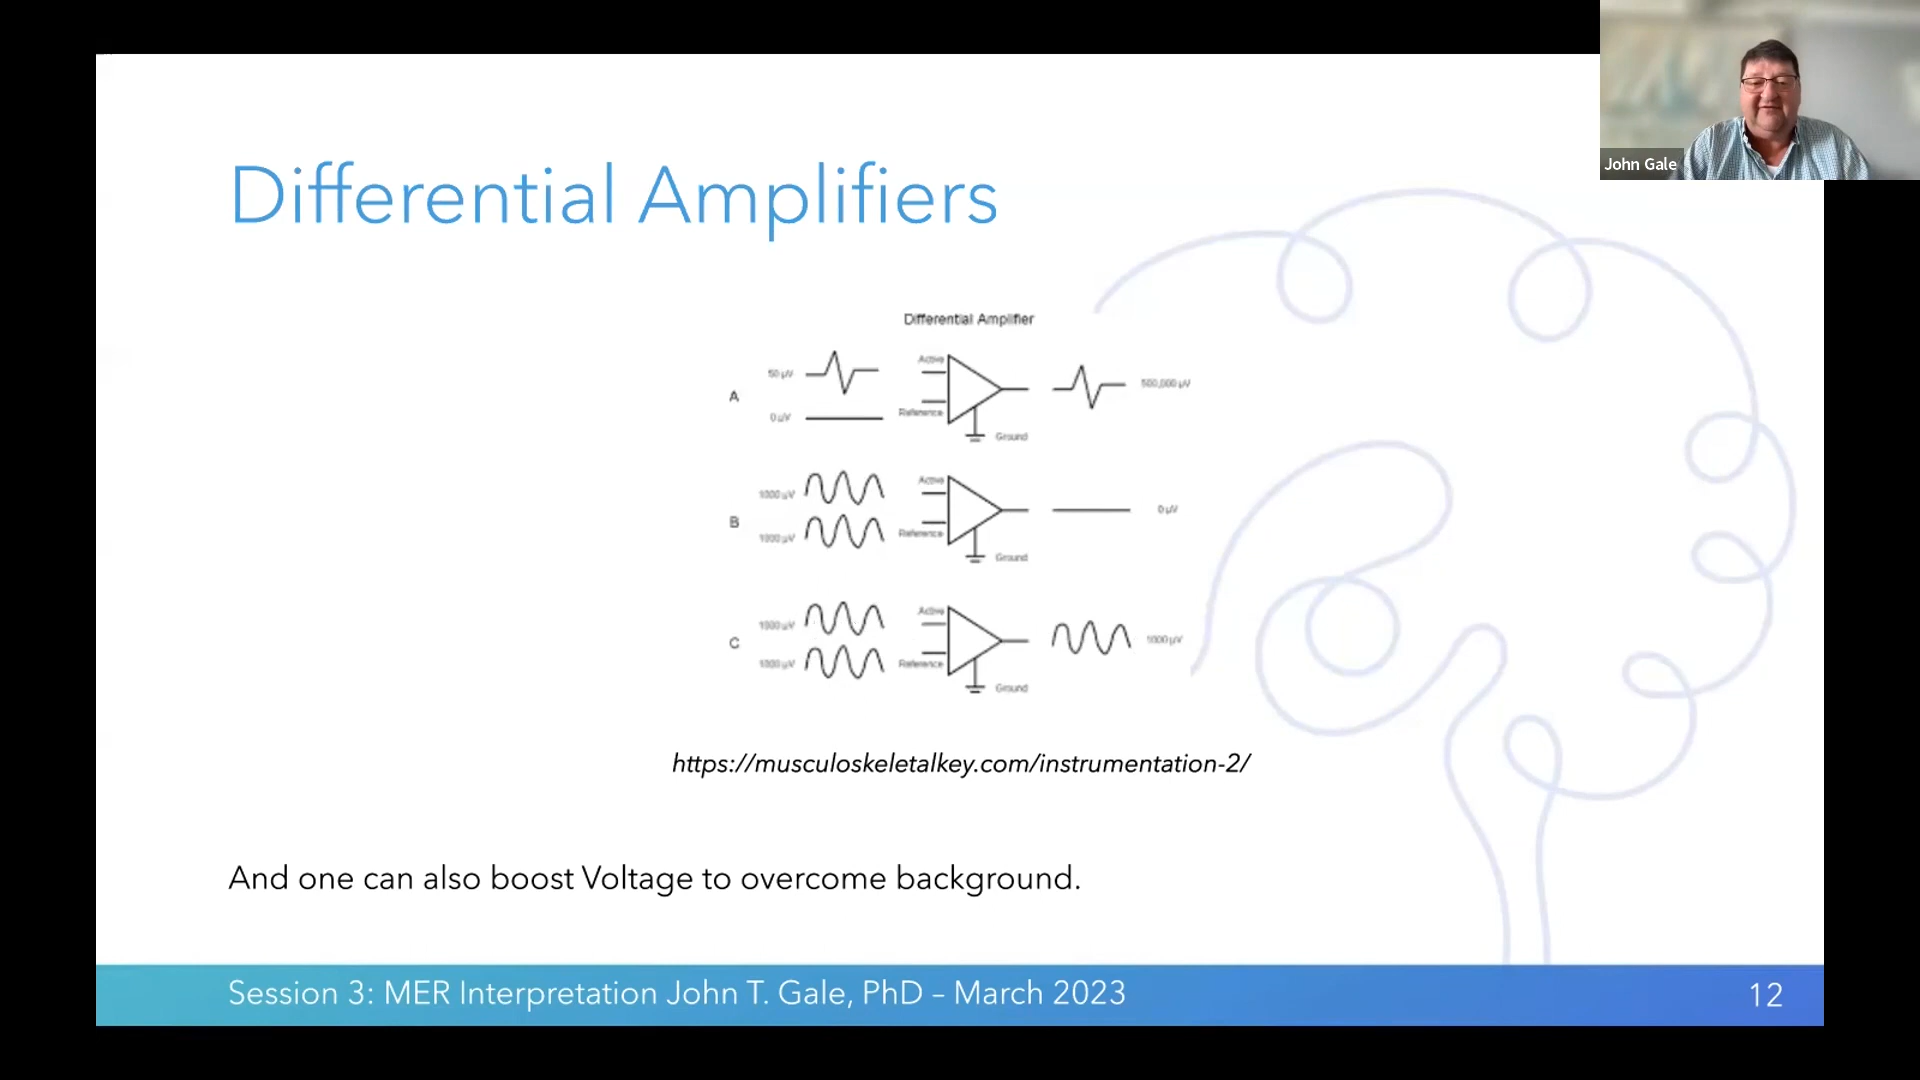 John Gale
Differential Amplifiers
Differential Amplifier
A
50 µV
0 µV
Active
Reference
Ground
500,000 µV
B
1000 µV
1000 µV
Active
Reference
Ground
0 µV
C
1000 µV
1000 µV
Active
Reference
Ground
https://musculoskeletalkey.com/instrumentation-2/
And one can also boost Voltage to overcome background.
Session 3: MER Interpretation John T. Gale, PhD – March 2023
12